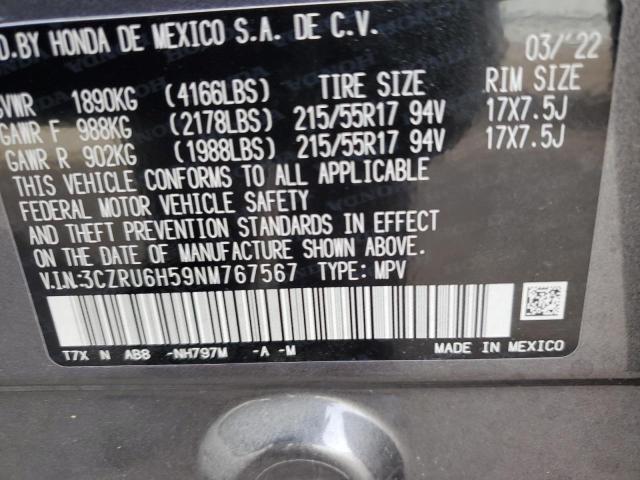 D.BY HONDA DE MEXICO S.A. DE C.V.
03/'22
GVWR 1890KG (4166LBS) TIRE SIZE RIM SIZE
GAWR F 988KG (2178LBS) 215/55R17 94V 17X7.5J
GAWR R 902KG (1988LBS) 215/55R17 94V 17X7.5J
THIS VEHICLE CONFORMS TO ALL APPLICABLE
FEDERAL MOTOR VEHICLE SAFETY
AND THEFT PREVENTION STANDARDS IN EFFECT
ON THE DATE OF MANUFACTURE SHOWN ABOVE.
V.I.N:3CZRU6H59NM767567 TYPE: MPV
T7X N AB8 -NH797M -A -M MADE IN MEXICO